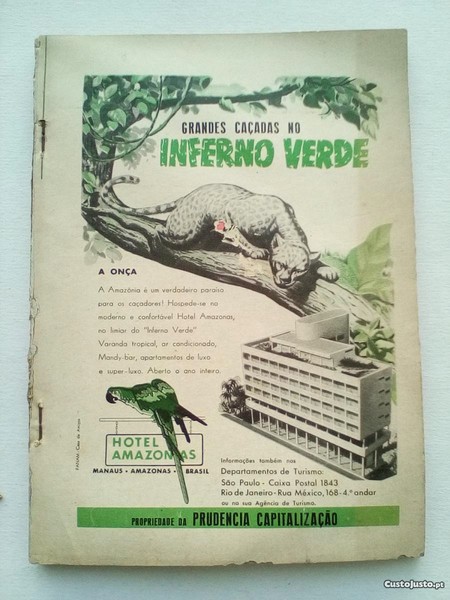 GRANDES CAÇADAS NO
INFERNO VERDE
A ONÇA
A Amazônia é um verdadeiro paraíso
para os caçadores! Hospede-se no
moderno e confortável Hotel Amazonas,
no limiar do "Inferno Verde"
Varanda tropical, ar condicionado,
Mandy-bar, apartamentos de luxo
e super-luxo. Aberto o ano inteiro.
HOTEL
AMAZONAS
MANAUS - AMAZONAS - BRASIL
Informações também nos
Departamentos de Turismo:
São Paulo - Caixa Postal 1843
Rio de Janeiro - Rua México, 168-4.º andar
ou na sua Agência de Turismo.
PROPRIEDADE DA PRUDENCIA CAPITALIZAÇÃO
Custojusto.pt